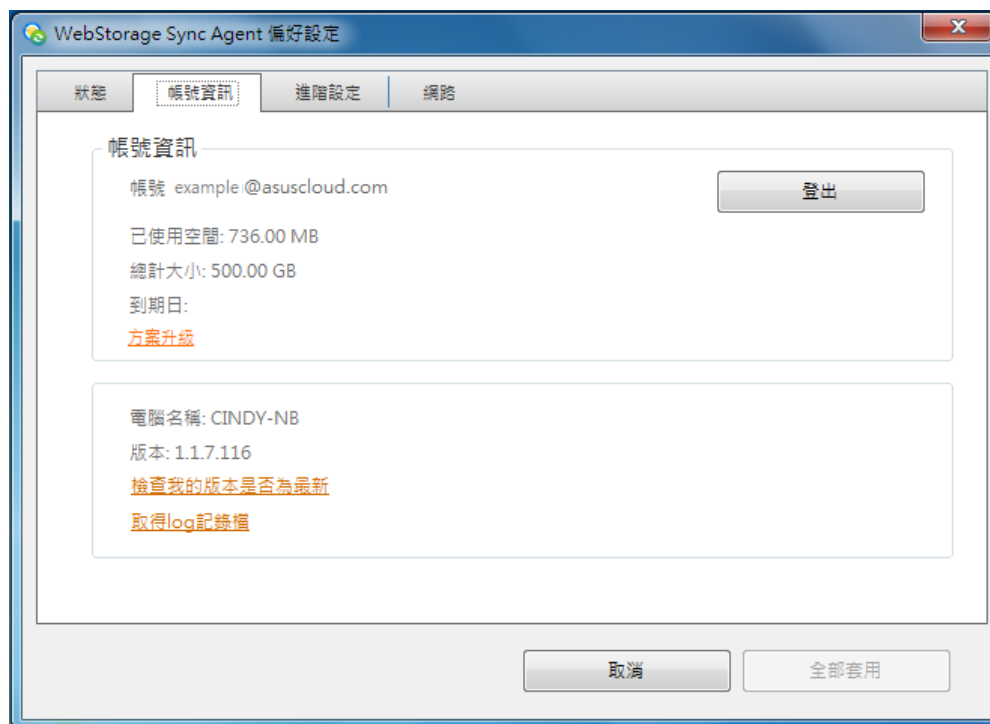 WebStorage Sync Agent 偏好設定
狀態 帳號資訊 進階設定 網路
帳號資訊
帳號 example@asuscloud.com
登出
已使用空間: 736.00 MB
總計大小: 500.00 GB
到期日:
方案升級
電腦名稱: CINDY-NB
版本: 1.1.7.116
檢查我的版本是否為最新
取得log記錄檔
取消 全部套用